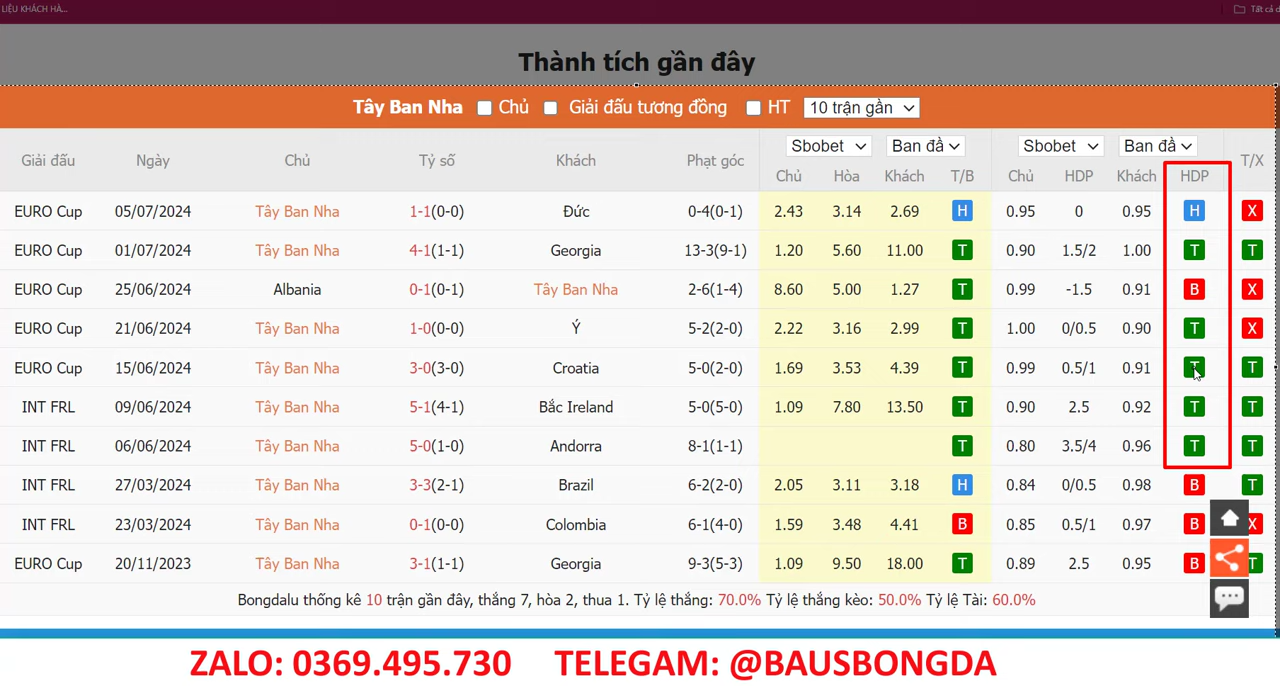 LIỆU KHÁCH HÀ...
Tất cả d
Thành tích gần đây
Tây Ban Nha Chủ Giải đấu tương đồng HT 10 trận gần
Sbobet Ban đầ Sbobet Ban đầ
Giải đấu Ngày Chủ Tỷ số Khách Phạt góc Chủ Hòa Khách T/B Chủ HDP Khách HDP T/X
EURO Cup 05/07/2024 Tây Ban Nha 1-1(0-0) Đức 0-4(0-1) 2.43 3.14 2.69 H 0.95 0 0.95 H X
EURO Cup 01/07/2024 Tây Ban Nha 4-1(1-1) Georgia 13-3(9-1) 1.20 5.60 11.00 T 0.90 1.5/2 1.00 T T
EURO Cup 25/06/2024 Albania 0-1(0-1) Tây Ban Nha 2-6(1-4) 8.60 5.00 1.27 T 0.99 -1.5 0.91 B X
EURO Cup 21/06/2024 Tây Ban Nha 1-0(0-0) Ý 5-2(2-0) 2.22 3.16 2.99 T 1.00 0/0.5 0.90 T X
EURO Cup 15/06/2024 Tây Ban Nha 3-0(3-0) Croatia 5-0(2-0) 1.69 3.53 4.39 T 0.99 0.5/1 0.91 T T
INT FRL 09/06/2024 Tây Ban Nha 5-1(4-1) Bắc Ireland 5-0(5-0) 1.09 7.80 13.50 T 0.90 2.5 0.92 T T
INT FRL 06/06/2024 Tây Ban Nha 5-0(1-0) Andorra 8-1(1-1) T 0.80 3.5/4 0.96 T T
INT FRL 27/03/2024 Tây Ban Nha 3-3(2-1) Brazil 6-2(2-0) 2.05 3.11 3.18 H 0.84 0/0.5 0.98 B T
INT FRL 23/03/2024 Tây Ban Nha 0-1(0-0) Colombia 6-1(4-0) 1.59 3.48 4.41 B 0.85 0.5/1 0.97 B X
EURO Cup 20/11/2023 Tây Ban Nha 3-1(1-1) Georgia 9-3(5-3) 1.09 9.50 18.00 T 0.89 2.5 0.95 B T
Bongdalu thống kê 10 trận gần đây, thắng 7, hòa 2, thua 1. Tỷ lệ thắng: 70.0% Tỷ lệ thắng kèo: 50.0% Tỷ lệ Tài: 60.0%
ZALO: 0369.495.730 TELEGAM: @BAUSBONGDA